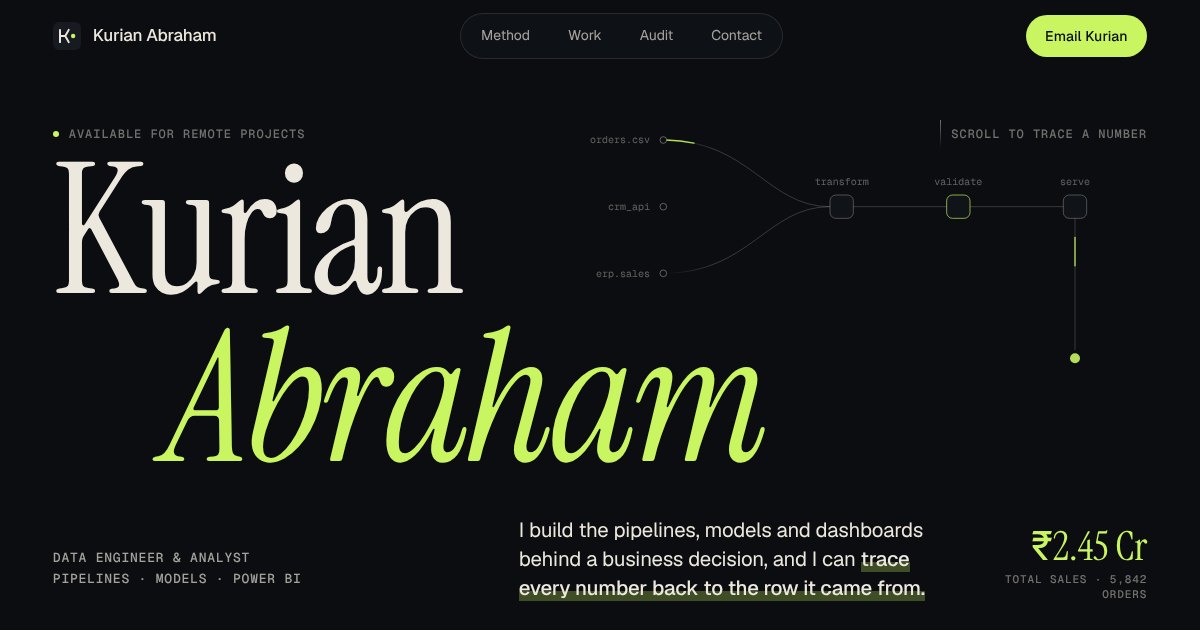 K
Kurian Abraham
Method
Work
Audit
Contact
Email Kurian
AVAILABLE FOR REMOTE PROJECTS
SCROLL TO TRACE A NUMBER
Kurian
Abraham
orders.csv
crm_api
erp.sales
transform
validate
serve
DATA ENGINEER & ANALYST
PIPELINES · MODELS · POWER BI
I build the pipelines, models and dashboards
behind a business decision, and I can trace
every number back to the row it came from.
₹2.45 Cr
TOTAL SALES · 5,842
ORDERS